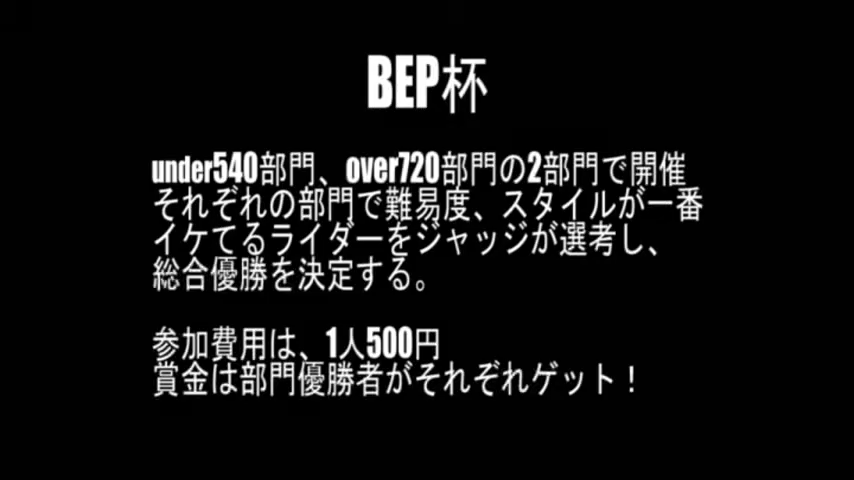 BEP杯
under540部門、over720部門の2部門で開催
それぞれの部門で難易度、スタイルが一番
イケてるライダーをジャッジが選考し、
総合優勝を決定する。
参加費用は、1人500円
賞金は部門優勝者がそれぞれゲット！